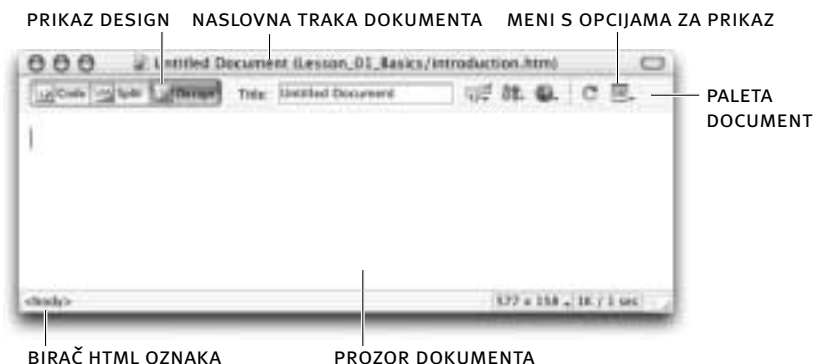 PRIKAZ DESIGN NASLOVNA TRAKA DOKUMENTA MENI S OPCIJAMA ZA PRIKAZ
Untitled Document (Lesson_01_Basics/introduction.htm)
Code Split Design Title: Untitled Document
PALETA
DOCUMENT
<body> 577 x 158 1K / 1 sec
BIRAČ HTML OZNAKA PROZOR DOKUMENTA